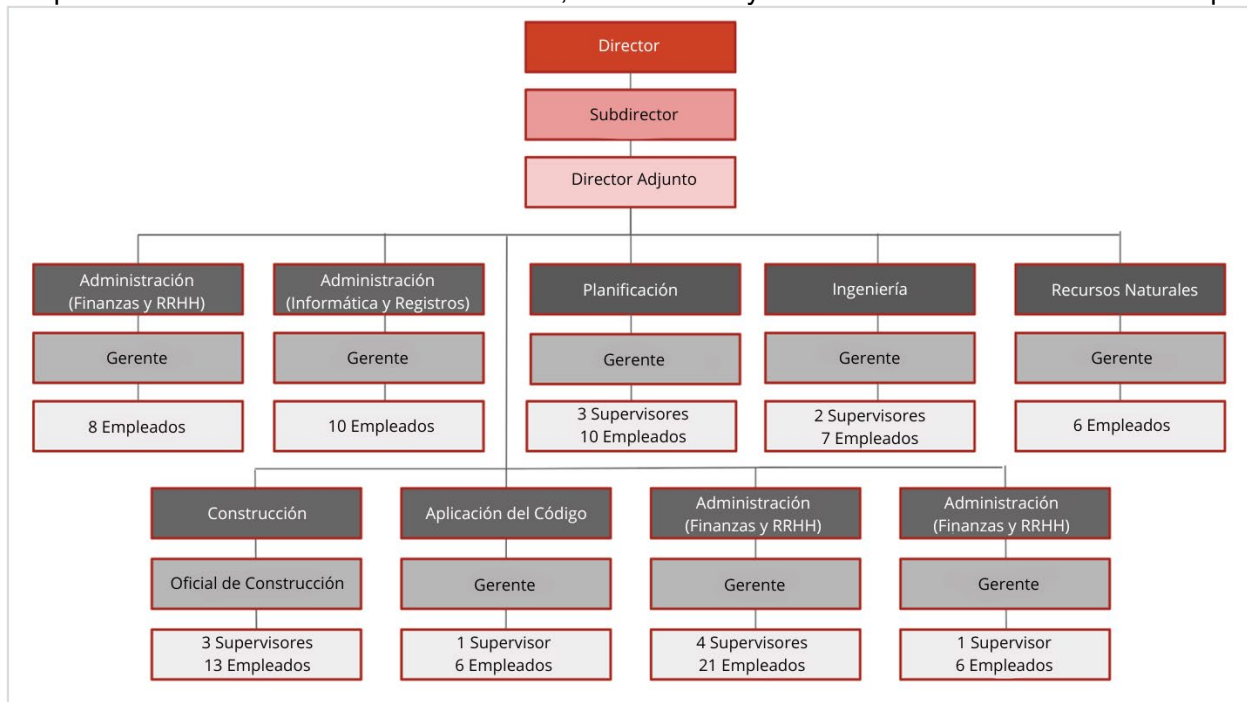 Director
Subdirector
Director Adjunto
Administración
(Finanzas y RRHH)
Gerente
8 Empleados
Administración
(Informática y Registros)
Gerente
10 Empleados
Planificación
Gerente
3 Supervisores
10 Empleados
Ingeniería
Gerente
2 Supervisores
7 Empleados
Recursos Naturales
Gerente
6 Empleados
Construcción
Oficial de Construcción
3 Supervisores
13 Empleados
Aplicación del Código
Gerente
1 Supervisor
6 Empleados
Administración
(Finanzas y RRHH)
Gerente
4 Supervisores
21 Empleados
Administración
(Finanzas y RRHH)
Gerente
1 Supervisor
6 Empleados